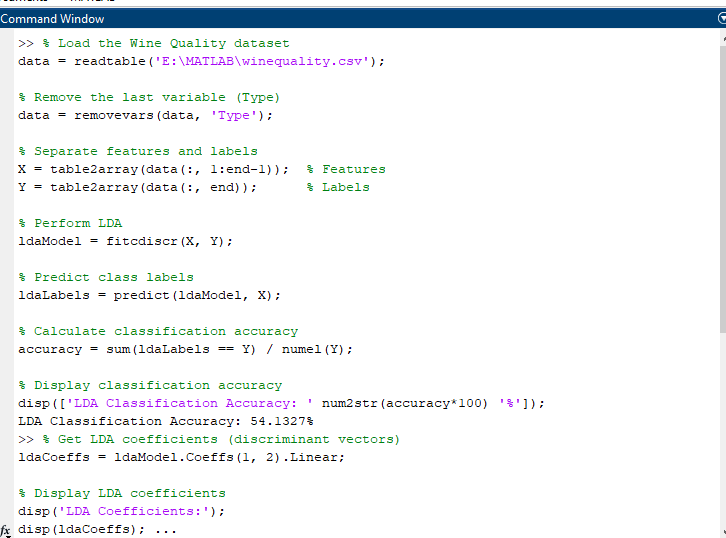 Command Window
>> % Load the Wine Quality dataset
data = readtable('E:\MATLAB\winequality.csv');
% Remove the last variable (Type)
data = removevars(data, 'Type');
% Separate features and labels
X = table2array(data(:, 1:end-1));  % Features
Y = table2array(data(:, end));      % Labels
% Perform LDA
ldaModel = fitcdiscr(X, Y);
% Predict class labels
ldaLabels = predict(ldaModel, X);
% Calculate classification accuracy
accuracy = sum(ldaLabels == Y) / numel(Y);
% Display classification accuracy
disp(['LDA Classification Accuracy: ' num2str(accuracy*100) '%']);
LDA Classification Accuracy: 54.1327%
>> % Get LDA coefficients (discriminant vectors)
ldaCoeffs = ldaModel.Coeffs(1, 2).Linear;
% Display LDA coefficients
disp('LDA Coefficients:');
fx disp(ldaCoeffs); ...